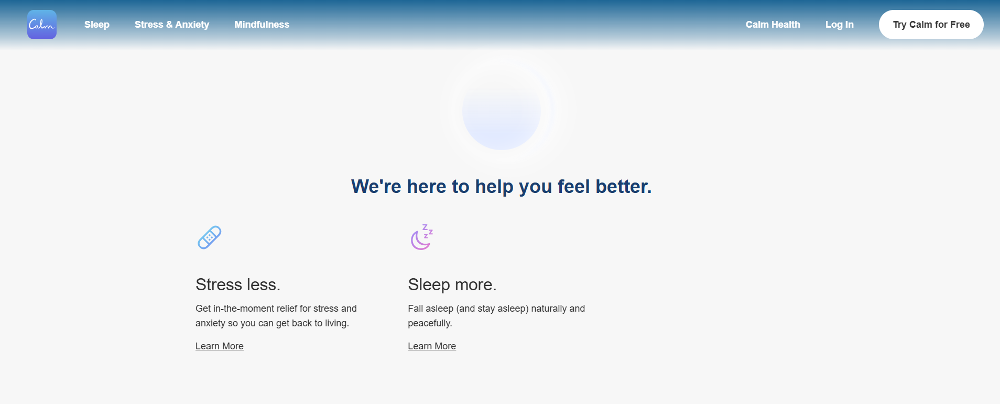 Calm
Sleep
Stress & Anxiety
Mindfulness
Calm Health
Log In
Try Calm for Free
We're here to help you feel better.
z
z
z
Stress less.
Get in-the-moment relief for stress and
anxiety so you can get back to living.
Learn More
Sleep more.
Fall asleep (and stay asleep) naturally and
peacefully.
Learn More